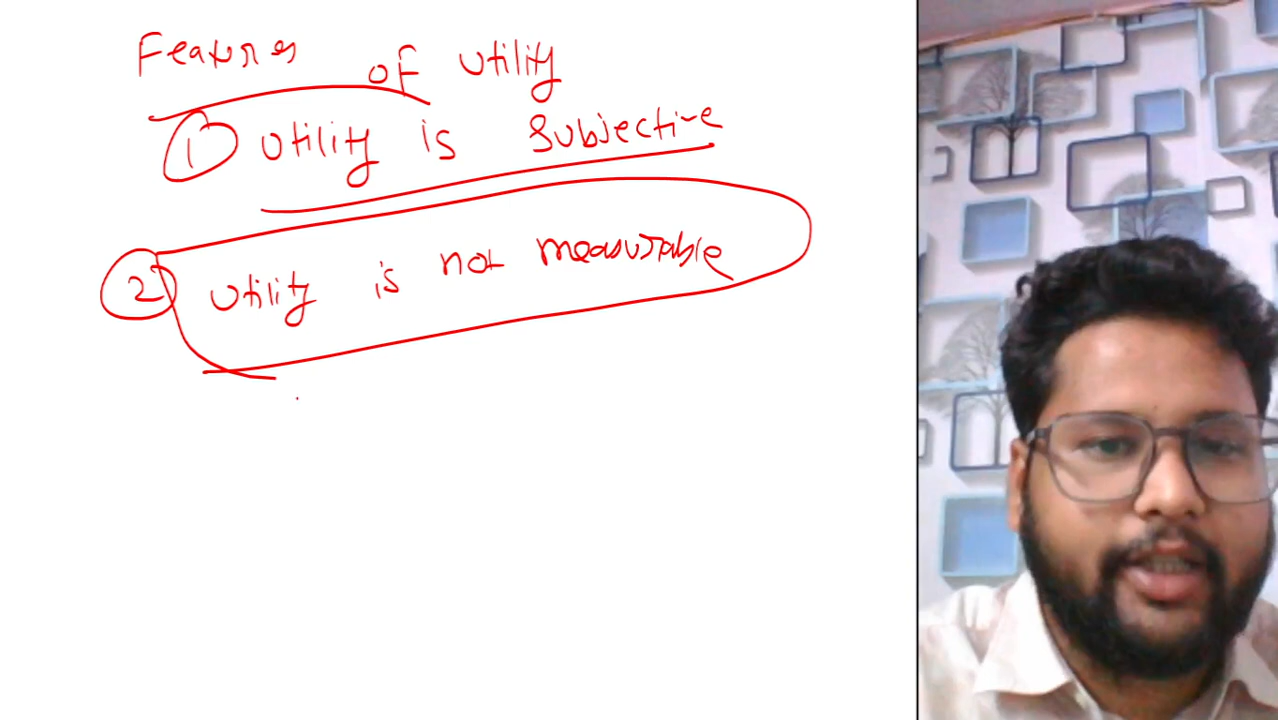 Features of utility
① utility is subjective
② utility is not measurable